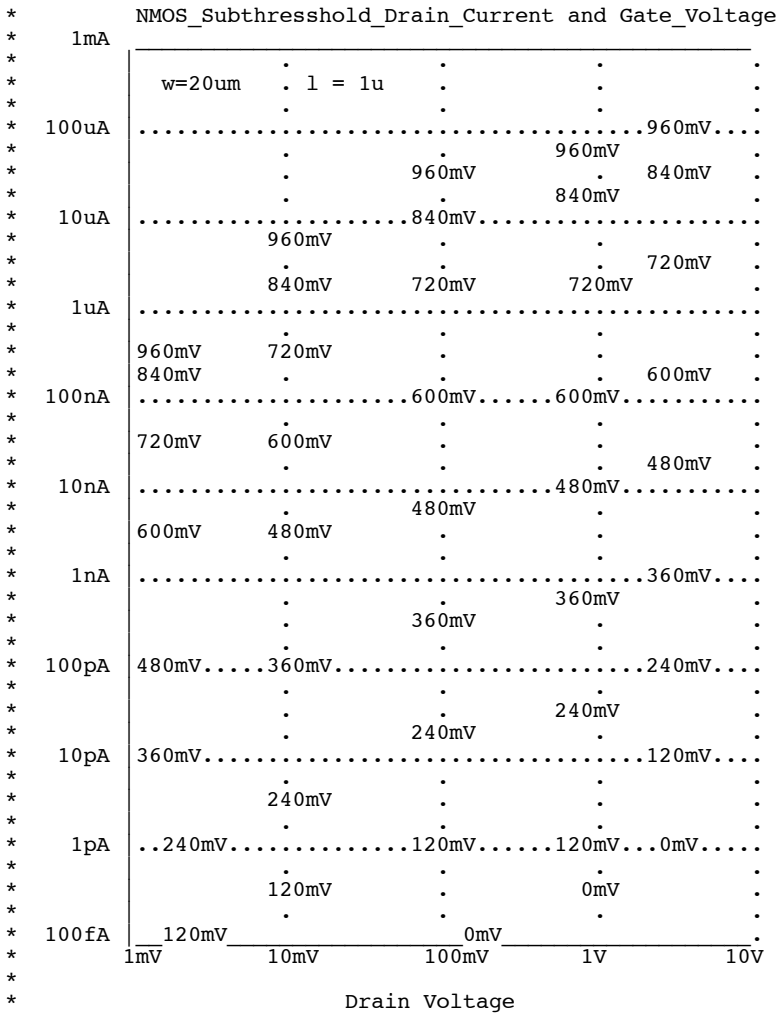 *         NMOS_Subthresshold_Drain_Current and Gate_Voltage
*    1mA   _______________________________________________
*         |           .           .           .           .
*         |  w=20um   . l = 1u    .           .           .
*         |           .           .           .           .
*  100uA  |.......................................960mV....
*         |           .           .        960mV          .
*         |           .         960mV         .   840mV   .
*         |           .           .        840mV          .
*   10uA  |.....................840mV......................
*         |         960mV         .           .           .
*         |           .           .           .   720mV   .
*         |         840mV       720mV       720mV         .
*    1uA  |................................................
*         |           .           .           .           .
*         |960mV    720mV         .           .           .
*         |840mV      .           .           .   600mV   .
*  100nA  |.....................600mV......600mV...........
*         |           .           .           .           .
*         |720mV    600mV         .           .           .
*         |           .           .           .   480mV   .
*   10nA  |................................480mV...........
*         |           .         480mV         .           .
*         |600mV    480mV         .           .           .
*         |           .           .           .           .
*    1nA  |.......................................360mV....
*         |           .           .        360mV          .
*         |           .         360mV         .           .
*         |           .           .           .           .
*  100pA  |480mV.....360mV........................240mV....
*         |           .           .           .           .
*         |           .           .        240mV          .
*         |           .         240mV         .           .
*   10pA  |360mV..................................120mV....
*         |           .           .           .           .
*         |         240mV         .           .           .
*         |           .           .           .           .
*    1pA  |..240mV..............120mV......120mV...0mV.....
*         |           .           .           .           .
*         |         120mV         .          0mV          .
*         |           .           .           .           .
*  100fA  |__120mV__________________0mV___________________.
*         1mV        10mV        100mV       1V         10V
*
*                         Drain Voltage